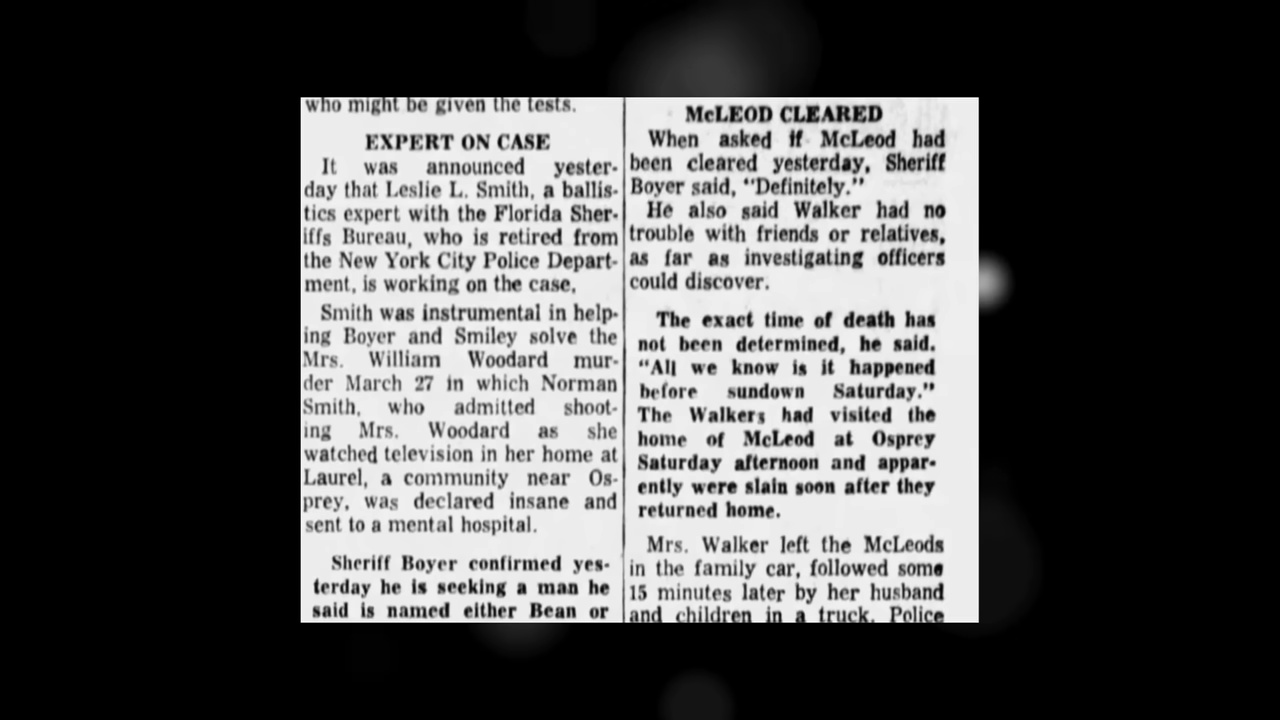 who might be given the tests.
EXPERT ON CASE
It was announced yester-
day that Leslie L. Smith, a ballis-
tics expert with the Florida Sher-
iffs Bureau, who is retired from
the New York City Police Depart-
ment, is working on the case,
Smith was instrumental in help-
ing Boyer and Smiley solve the
Mrs. William Woodard mur-
der March 27 in which Norman
Smith, who admitted shoot-
ing Mrs. Woodard as she
watched television in her home at
Laurel, a community near Os-
prey, was declared insane and
sent to a mental hospital.
Sheriff Boyer confirmed yes-
terday he is seeking a man he
said is named either Bean or
McLEOD CLEARED
When asked if McLeod had
been cleared yesterday, Sheriff
Boyer said, "Definitely."
He also said Walker had no
trouble with friends or relatives,
as far as investigating officers
could discover.
The exact time of death has
not been determined, he said.
"All we know is it happened
before sundown Saturday."
The Walkers had visited the
home of McLeod at Osprey
Saturday afternoon and appar-
ently were slain soon after they
returned home.
Mrs. Walker left the McLeods
in the family car, followed some
15 minutes later by her husband
and children in a truck. Police